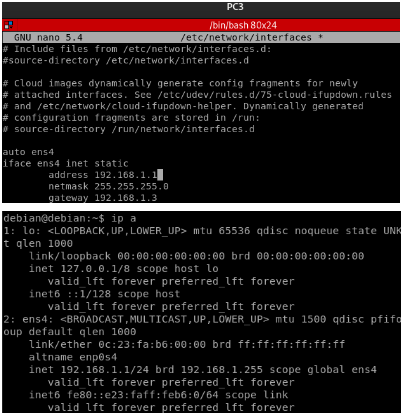 PC3
/bin/bash 80x24
GNU nano 5.4 /etc/network/interfaces *
# Include files from /etc/network/interfaces.d:
#source-directory /etc/network/interfaces.d
# Cloud images dynamically generate config fragments for newly
# attached interfaces. See /etc/udev/rules.d/75-cloud-ifupdown.rules
# and /etc/network/cloud-ifupdown-helper. Dynamically generated
# configuration fragments are stored in /run:
# source-directory /run/network/interfaces.d
auto ens4
iface ens4 inet static
address 192.168.1.1
netmask 255.255.255.0
gateway 192.168.1.3
debian@debian:~$ ip a
1: lo: <LOOPBACK,UP,LOWER_UP> mtu 65536 qdisc noqueue state UNK
t qlen 1000
link/loopback 00:00:00:00:00:00 brd 00:00:00:00:00:00
inet 127.0.0.1/8 scope host lo
valid_lft forever preferred_lft forever
inet6 ::1/128 scope host
valid_lft forever preferred_lft forever
2: ens4: <BROADCAST,MULTICAST,UP,LOWER_UP> mtu 1500 qdisc pfifo
oup default qlen 1000
link/ether 0c:23:fa:b6:00:00 brd ff:ff:ff:ff:ff:ff
altname enp0s4
inet 192.168.1.1/24 brd 192.168.1.255 scope global ens4
valid_lft forever preferred_lft forever
inet6 fe80::e23:faff:feb6:0/64 scope link
valid_lft forever preferred_lft forever